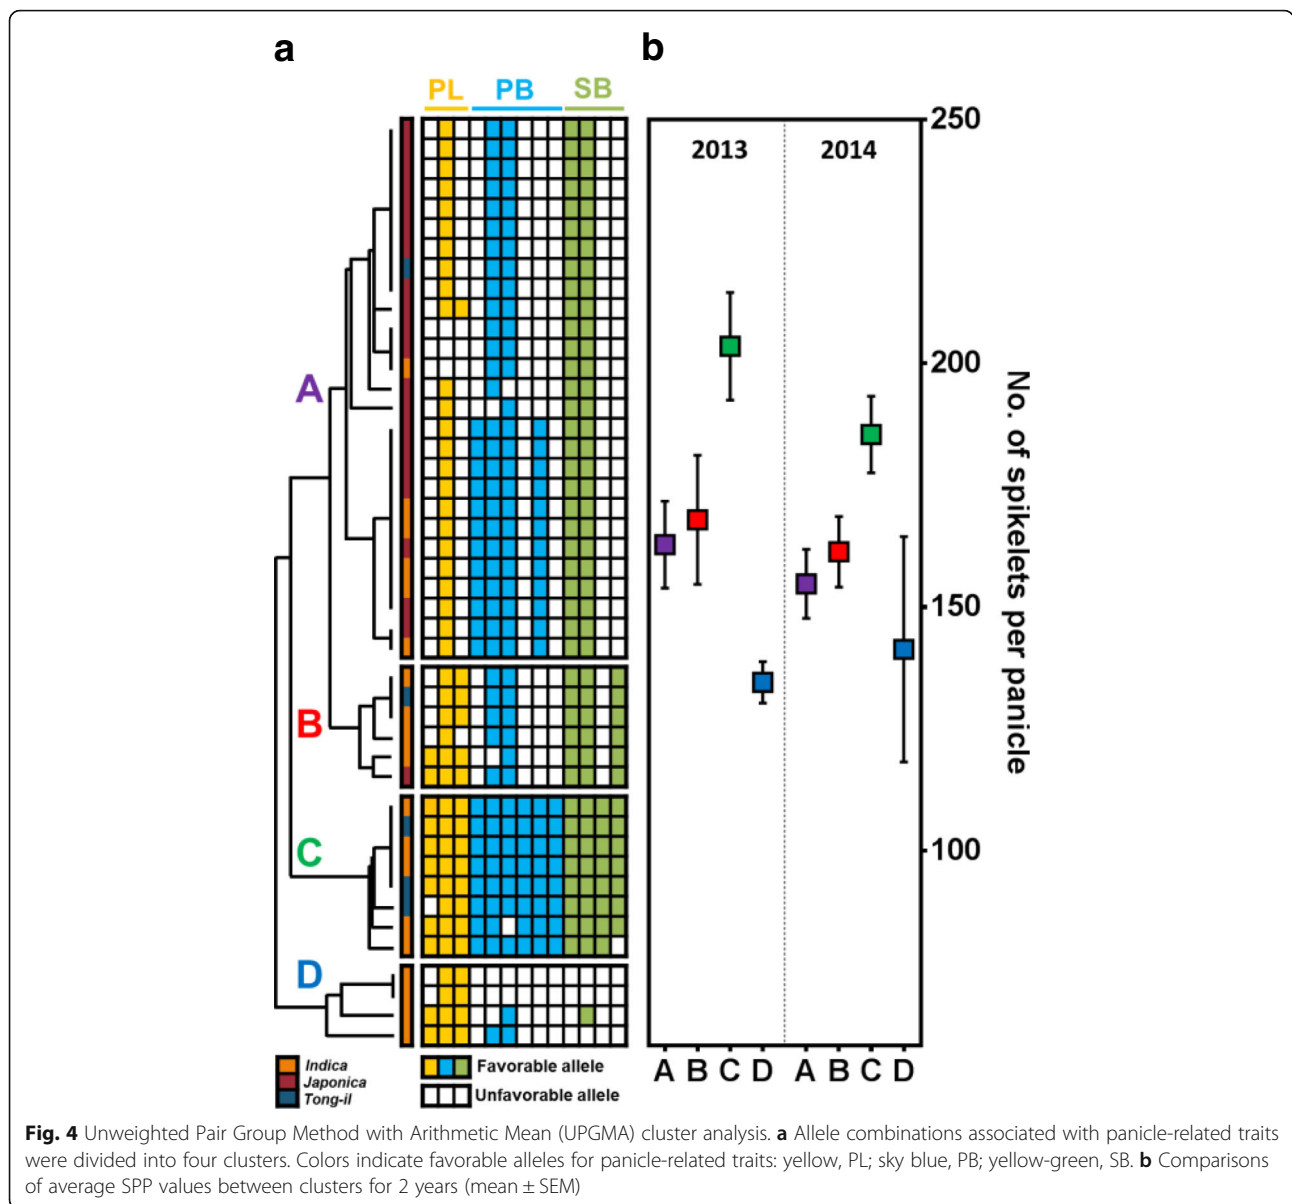 a
b
PL PB SB
A
B
C
D
2013 2014
250
200
150
100
No. of spikelets per panicle
A B C D A B C D
Indica
Japonica
Tong-il
Favorable allele
Unfavorable allele
Fig. 4 Unweighted Pair Group Method with Arithmetic Mean (UPGMA) cluster analysis. a Allele combinations associated with panicle-related traits
were divided into four clusters. Colors indicate favorable alleles for panicle-related traits: yellow, PL; sky blue, PB; yellow-green, SB. b Comparisons
of average SPP values between clusters for 2 years (mean ± SEM)